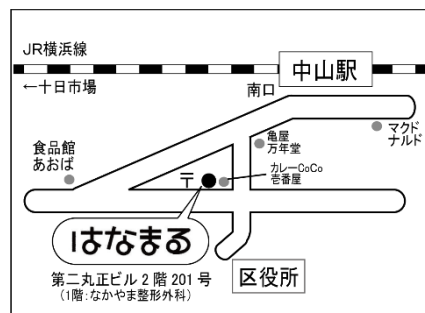 JR横浜線
中山駅
←十日市場
南口
マクド
ナルド
亀屋
万年堂
食品館
あおば
カレーCoCo
壱番屋
〒
はなまる
第二丸正ビル2階201号
(1階:なかやま整形外科)
区役所